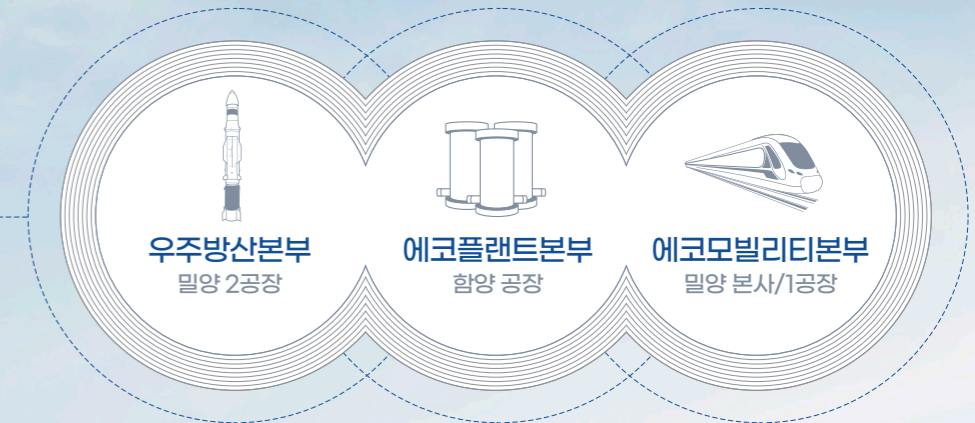 우주방산본부
밀양 2공장
에코플랜트본부
함양 공장
에코모빌리티본부
밀양 본사/1공장